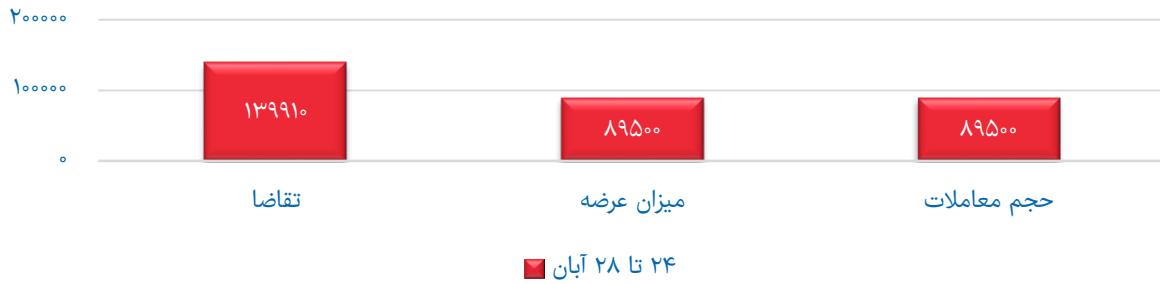 ۲۰۰۰۰۰
۱۰۰۰۰۰
۰
۱۳۹۹۱۰
۸۹۵۰۰
۸۹۵۰۰
تقاضا
میزان عرضه
حجم معاملات
۲۴ تا ۲۸ آبان